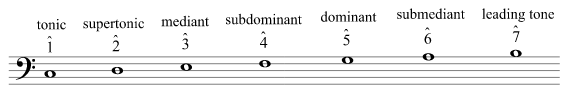 tonic supertonic mediant subdominant dominant submediant leading tone
1̂ 2̂ 3̂ 4̂ 5̂ 6̂ 7̂